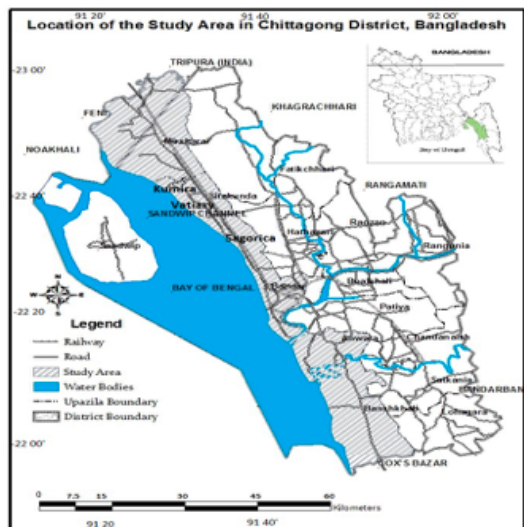 91 20 91 40 92 00
Location of the Study Area in Chittagong District, Bangladesh
23 00
TRIPURA (INDIA)
BANGLADESH
KHAGRACHHARI
FENI
Bay of Bengal
Mirsharai
NOAKHALI
Fatikchhari
RANGAMATI
22 40
Kumira
Sitakunda
Vatiary
SANDWIP CHANNEL
Raozan
Hathazari
Rangunia
Sandwip
Sagorica
N
W E
S
BAY OF BENGAL
Boalkhali
Patiya
22 20
Legend
Anwara
Chandanaish
Railway
Road
Study Area
Satkania
BANDARBAN
Water Bodies
Upazila Boundary
Banshkhali
Lohagara
District Boundary
22 00
COX'S BAZAR
0 7.5 15 30 45 60
Kilometers
91 20 91 40